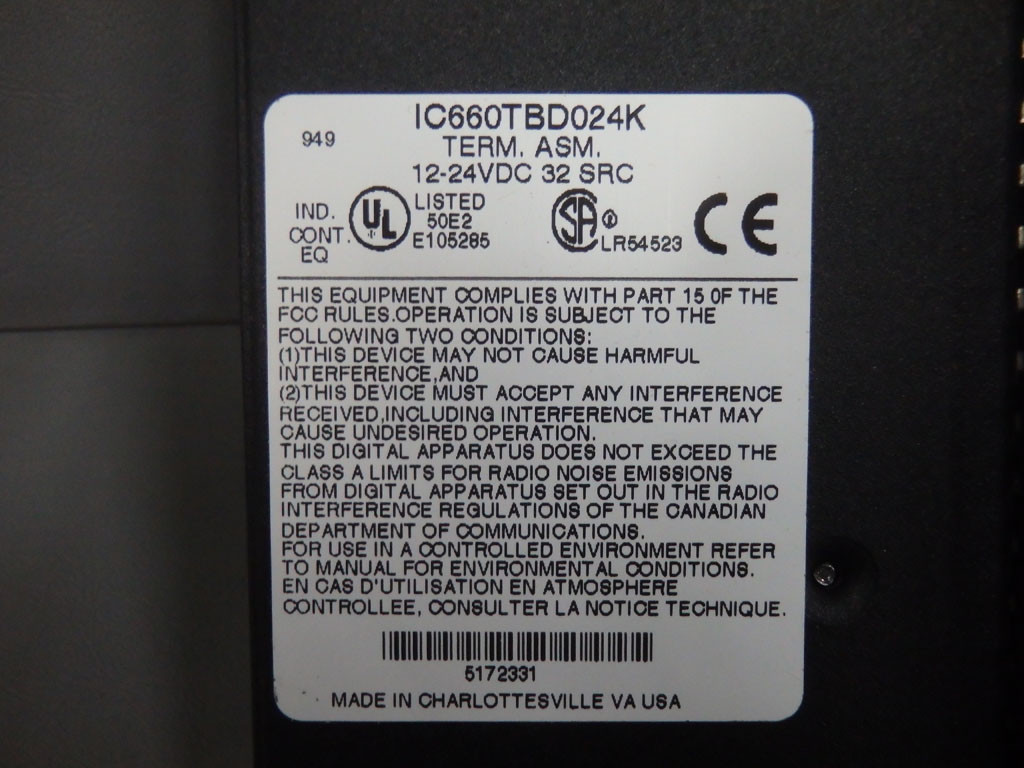 IC660TBD024K
949
TERM. ASM.
12-24VDC 32 SRC
IND.
CONT.
EQ
UL
LISTED
50E2
E105285
SA
LR54523
CE
THIS EQUIPMENT COMPLIES WITH PART 15 OF THE
FCC RULES.OPERATION IS SUBJECT TO THE
FOLLOWING TWO CONDITIONS:
(1)THIS DEVICE MAY NOT CAUSE HARMFUL
INTERFERENCE,AND
(2)THIS DEVICE MUST ACCEPT ANY INTERFERENCE
RECEIVED,INCLUDING INTERFERENCE THAT MAY
CAUSE UNDESIRED OPERATION.
THIS DIGITAL APPARATUS DOES NOT EXCEED THE
CLASS A LIMITS FOR RADIO NOISE EMISSIONS
FROM DIGITAL APPARATUS SET OUT IN THE RADIO
INTERFERENCE REGULATIONS OF THE CANADIAN
DEPARTMENT OF COMMUNICATIONS.
FOR USE IN A CONTROLLED ENVIRONMENT REFER
TO MANUAL FOR ENVIRONMENTAL CONDITIONS.
EN CAS D'UTILISATION EN ATMOSPHERE
CONTROLLEE, CONSULTER LA NOTICE TECHNIQUE.
5172331
MADE IN CHARLOTTESVILLE VA USA